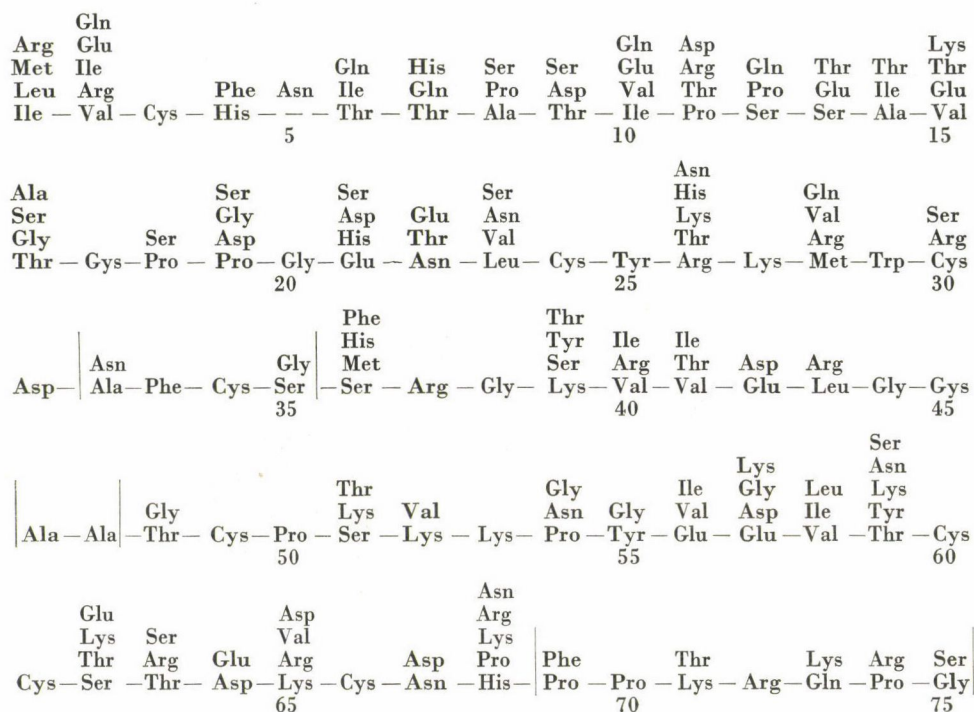 Gln
Arg Glu Gln Asp Lys
Met Ile Gln His Ser Ser Glu Arg Gln Thr Thr Thr
Leu Arg Phe Asn Ile Gln Pro Asp Val Thr Pro Glu Ile Glu
Ile – Val – Cys – His – – – Thr – Thr – Ala – Thr – Ile – Pro – Ser – Ser – Ala – Val
5 10 15
Asn
Ala Ser Ser Ser His Gln
Ser Gly Asp Glu Asn Lys Val Ser
Gly Ser Asp His Thr Val Thr Arg Arg
Thr – Gys – Pro – Pro – Gly – Glu – Asn – Leu – Cys – Tyr – Arg – Lys – Met – Trp – Cys
20 25 30
Phe Thr
His Tyr Ile Ile
Asn Gly Met Ser Arg Thr Asp Arg
Asp – Ala – Phe – Cys – Ser – Ser – Arg – Gly – Lys – Val – Val – Glu – Leu – Gly – Gys
35 40 45
Ser
Lys Asn
Thr Gly Ile Gly Leu Lys
Gly Lys Val Asn Gly Val Asp Ile Tyr
Ala – Ala – Thr – Cys – Pro – Ser – Lys – Lys – Pro – Tyr – Glu – Glu – Val – Thr – Cys
50 55 60
Asn
Glu Asp Arg
Lys Ser Val Lys
Thr Arg Glu Arg Asp Pro Phe Thr Lys Arg Ser
Cys – Ser – Thr – Asp – Lys – Cys – Asn – His – Pro – Pro – Lys – Arg – Gln – Pro – Gly
65 70 75